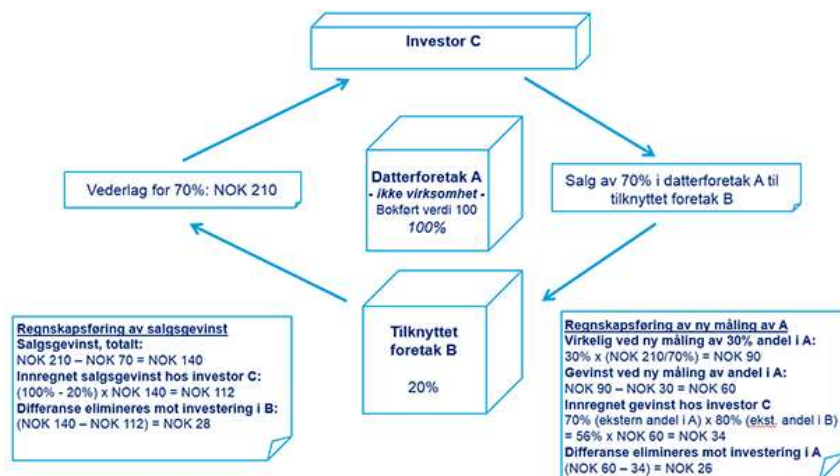 Investor C
Vederlag for 70%: NOK 210
Datterforetak A
- ikke virksomhet -
Bokført verdi 100
100%
Salg av 70% i datterforetak A til
tilknyttet foretak B
Tilknyttet
foretak B
20%
Regnskapsføring av salgsgevinst
Salgsgevinst, totalt:
NOK 210 – NOK 70 = NOK 140
Innregnet salgsgevinst hos investor C:
(100% - 20%) x NOK 140 = NOK 112
Differanse elimineres mot investering i B:
(NOK 140 – NOK 112) = NOK 28
Regnskapsføring av ny måling av A
Virkelig ved ny måling av 30% andel i A:
30% x (NOK 210/70%) = NOK 90
Gevinst ved ny måling av andel i A:
NOK 90 – NOK 30 = NOK 60
Innregnet gevinst hos investor C
70% (ekstern andel i A) x 80% (ekst. andel i B)
= 56% x NOK 60 = NOK 34
Differanse elimineres mot investering i A
(NOK 60 – 34) = NOK 26